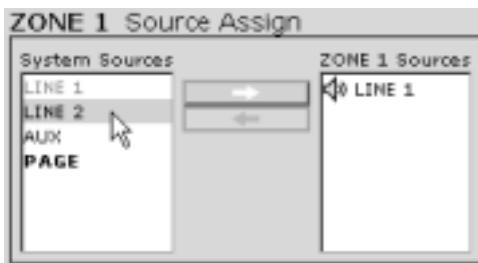 ZONE 1 Source Assign
System Sources
LINE 1
LINE 2
AUX
PAGE
ZONE 1 Sources
LINE 1